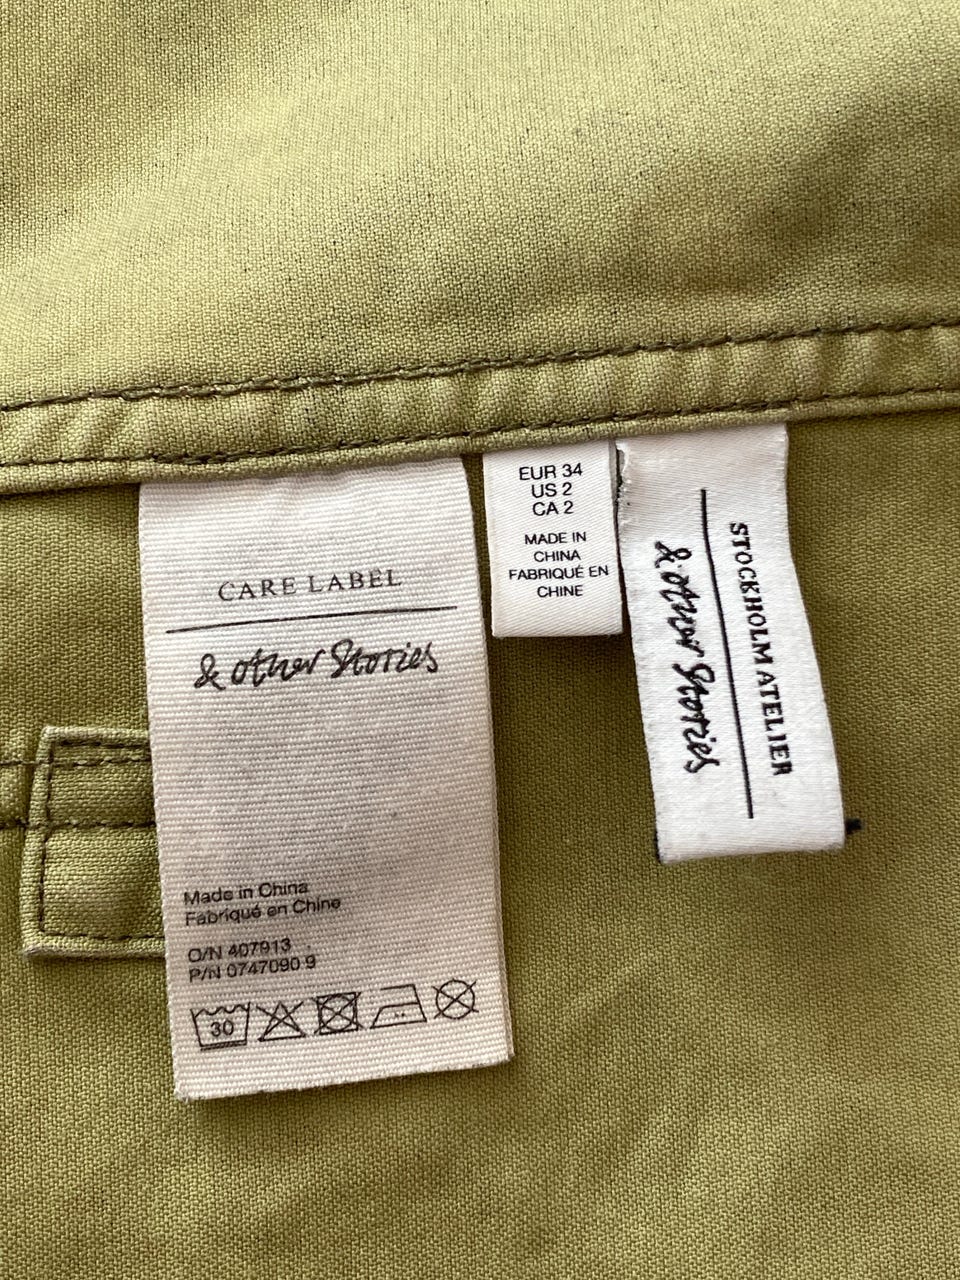 CARE LABEL
& other Stories
Made in China
Fabriqué en Chine
O/N 407913
P/N 0747090 9
30
EUR 34
US 2
CA 2
MADE IN
CHINA
FABRIQUÉ EN
CHINE
STOCKHOLM ATELIER
& other Stories